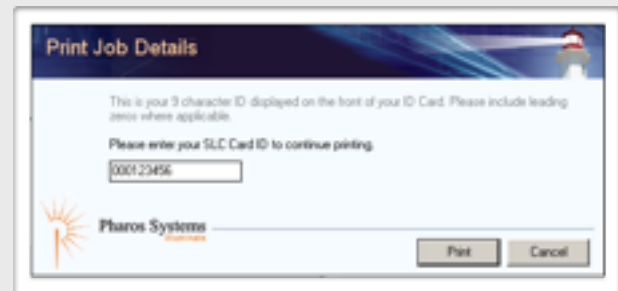 Print Job Details
This is your 9 character ID displayed on the front of your ID Card. Please include leading
zeros where applicable.
Please enter your SLC Card ID to continue printing.
000123456
Pharos Systems
illuminate
Print
Cancel